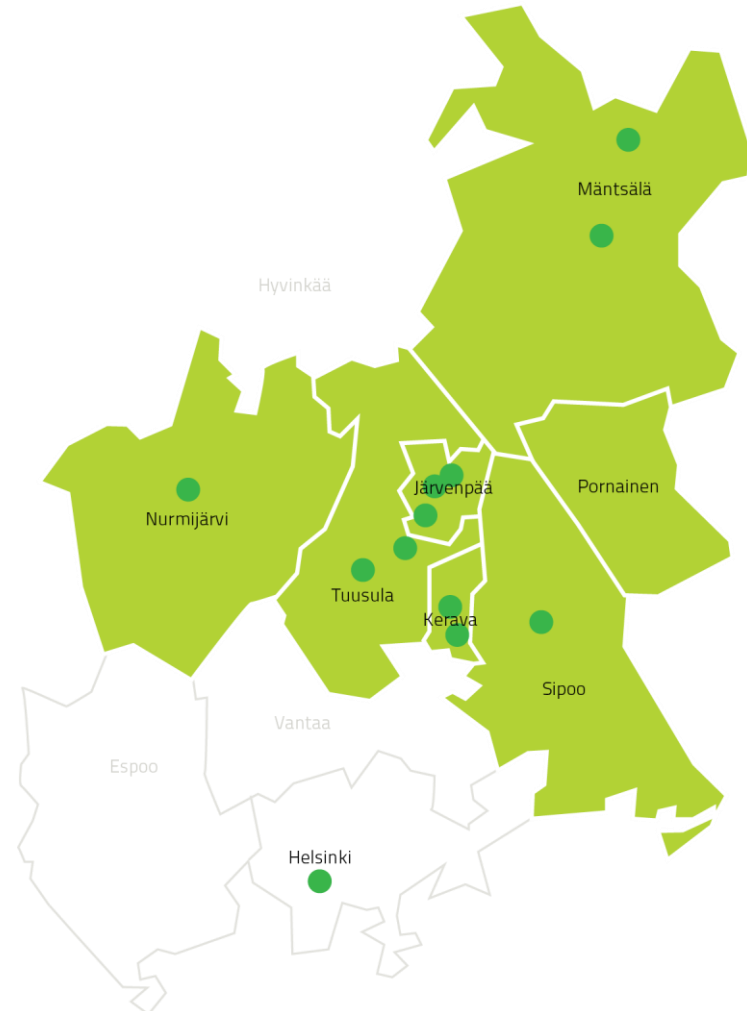 Mäntsälä
Hyvinkää
Järvenpää
Pornainen
Nurmijärvi
Tuusula
Kerava
Sipoo
Vantaa
Espoo
Helsinki